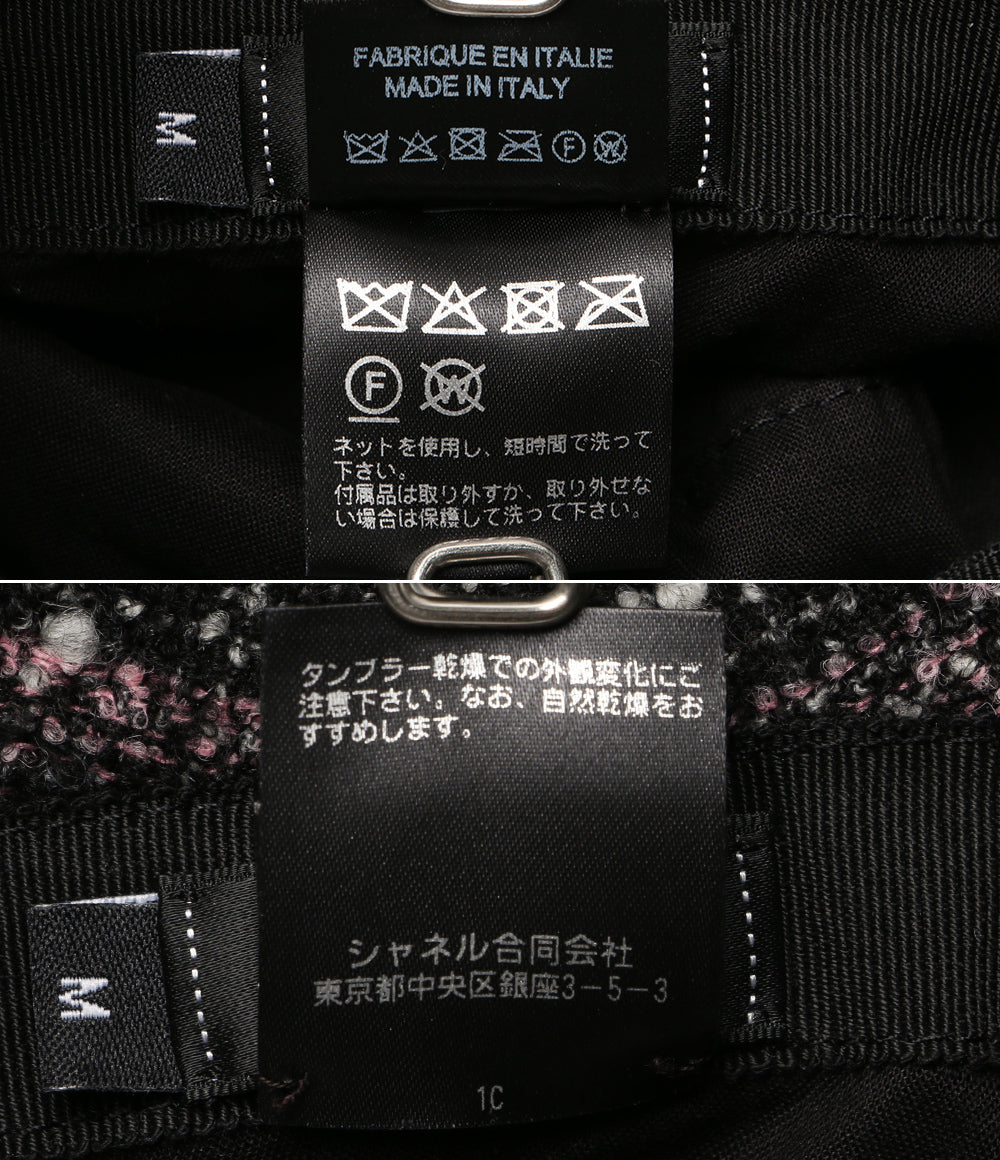 FABRIQUE EN ITALIE
MADE IN ITALY
F W
M
F W
ネットを使用し、短時間で洗って
下さい。
付属品は取り外すか、取り外せな
い場合は保護して洗って下さい。
タンブラー乾燥での外観変化にご
注意下さい。なお、自然乾燥をお
すすめします。
シャネル合同会社
東京都中央区銀座3-5-3
M
1C